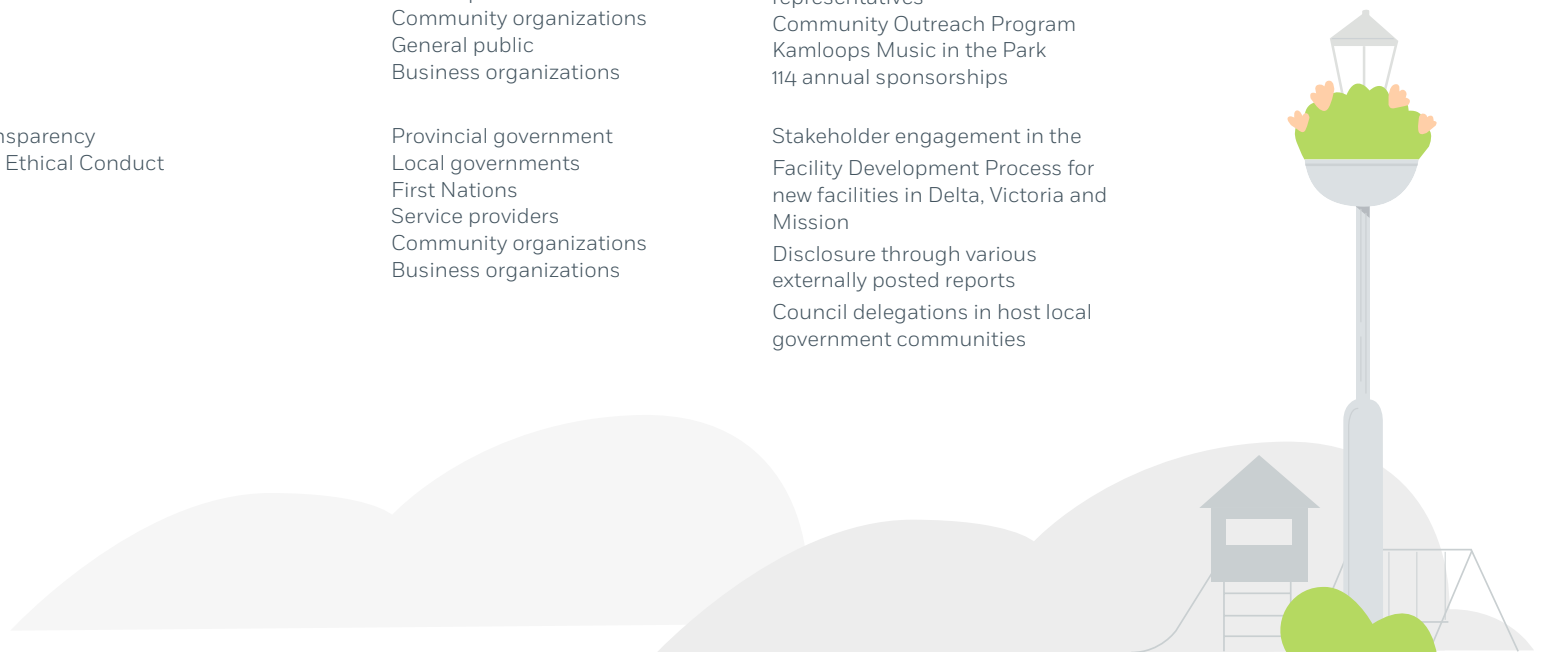 Community organizations
General public
Business organizations
representatives
Community Outreach Program
Kamloops Music in the Park
114 annual sponsorships
Ethical Conduct
Provincial government
Local governments
First Nations
Service providers
Community organizations
Business organizations
Stakeholder engagement in the
Facility Development Process for
new facilities in Delta, Victoria and
Mission
Disclosure through various
externally posted reports
Council delegations in host local
government communities